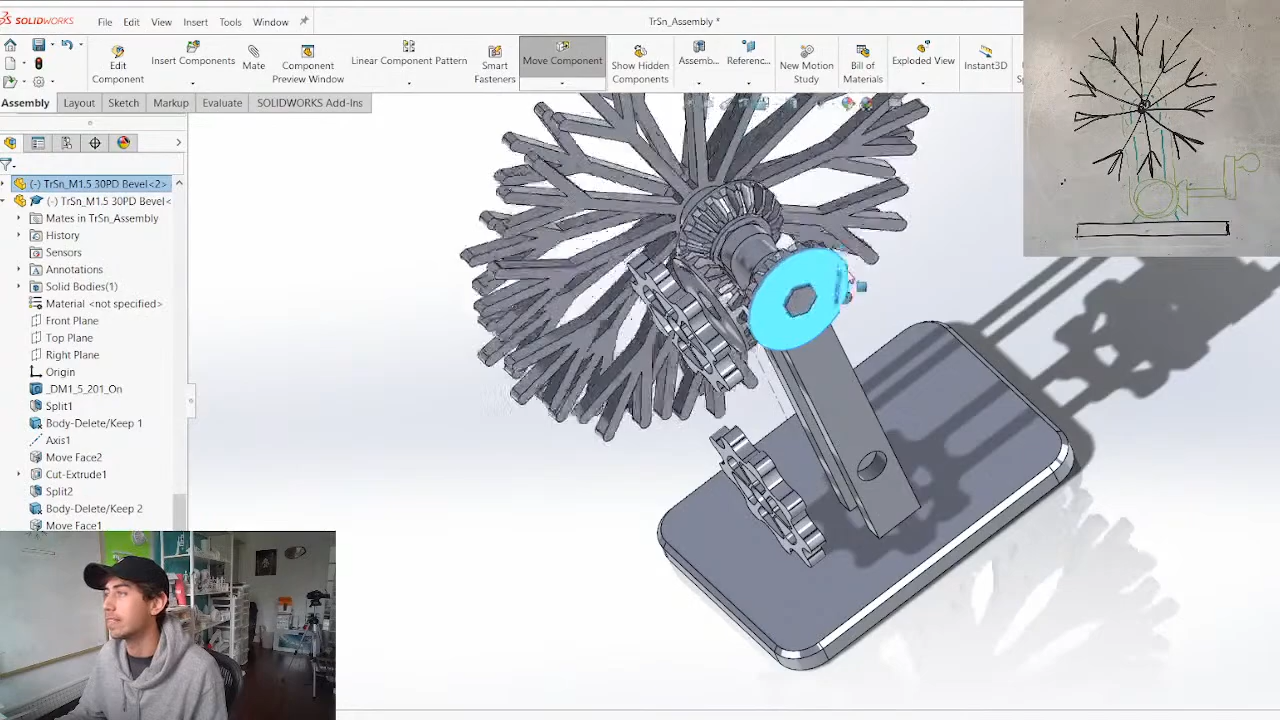 SOLIDWORKS File Edit View Insert Tools Window TrSn_Assembly *
Edit Component
Insert Components
Mate
Component Preview Window
Linear Component Pattern
Smart Fasteners
Move Component
Show Hidden Components
Assemb...
Referenc...
New Motion Study
Bill of Materials
Exploded View
Instant3D
Assembly Layout Sketch Markup Evaluate SOLIDWORKS Add-Ins
(-) TrSn_M1.5 30PD Bevel<2>
(-) TrSn_M1.5 30PD Bevel<
Mates in TrSn_Assembly
History
Sensors
Annotations
Solid Bodies(1)
Material <not specified>
Front Plane
Top Plane
Right Plane
Origin
_DM1_5_201_On
Split1
Body-Delete/Keep 1
Axis1
Move Face2
Cut-Extrude1
Split2
Body-Delete/Keep 2
Move Face1